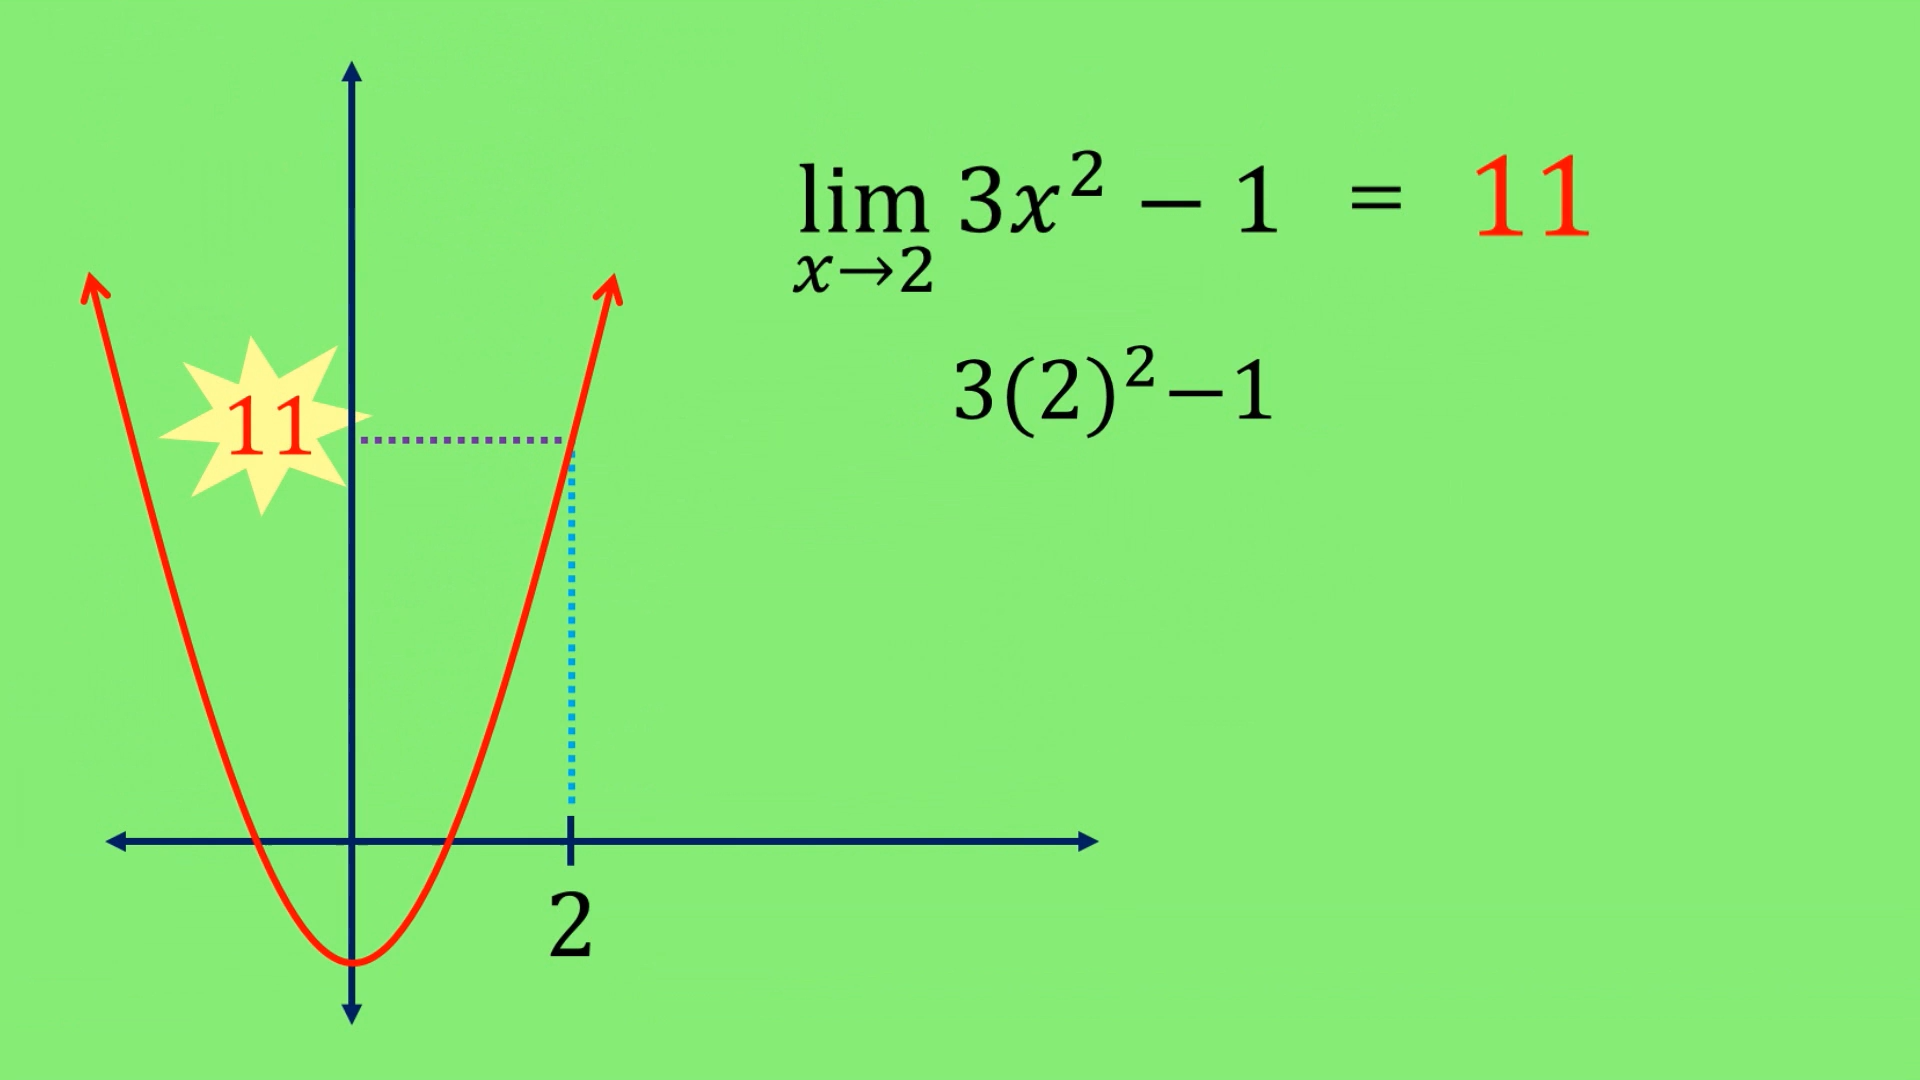 lim 3x² − 1 = 11
x→2
3(2)²−1
11
2